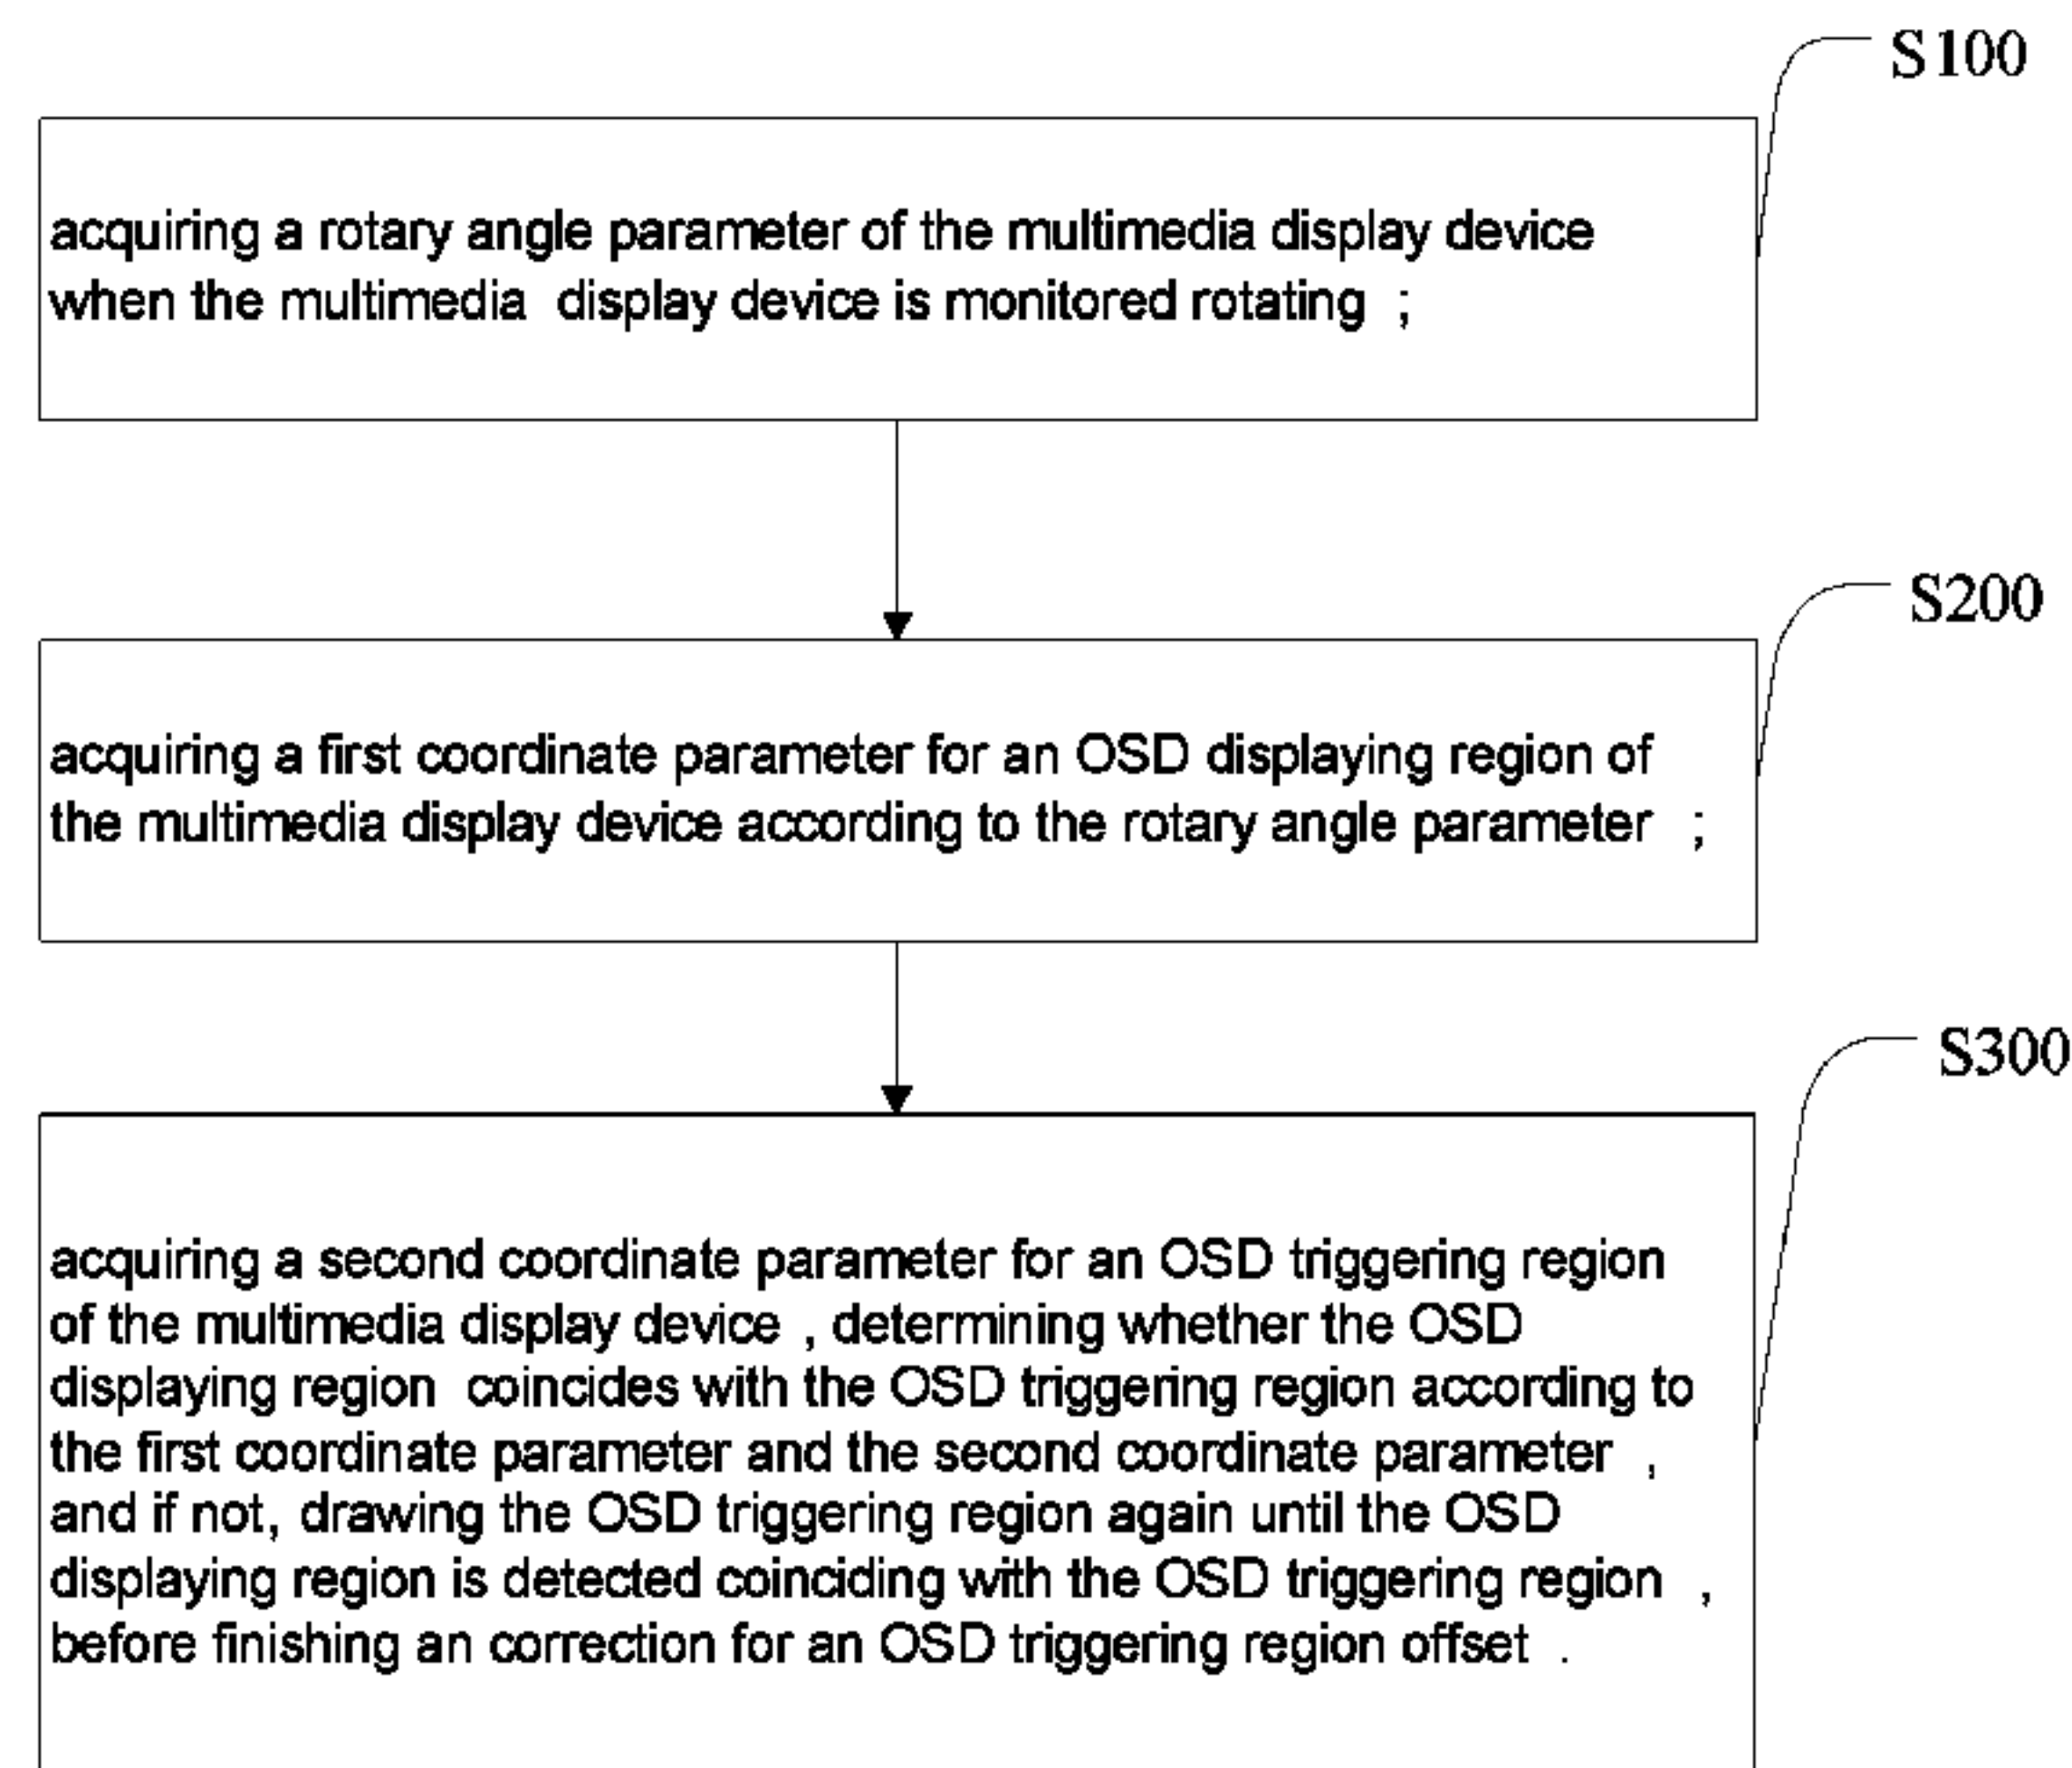 S100
acquiring a rotary angle parameter of the multimedia display device
when the multimedia display device is monitored rotating ;
S200
acquiring a first coordinate parameter for an OSD displaying region of
the multimedia display device according to the rotary angle parameter ;
S300
acquiring a second coordinate parameter for an OSD triggering region
of the multimedia display device , determining whether the OSD
displaying region coincides with the OSD triggering region according to
the first coordinate parameter and the second coordinate parameter ,
and if not, drawing the OSD triggering region again until the OSD
displaying region is detected coinciding with the OSD triggering region ,
before finishing an correction for an OSD triggering region offset .